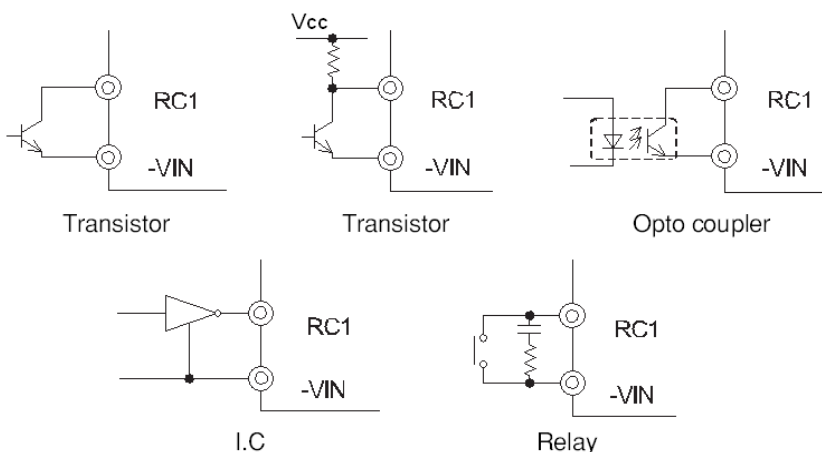 Vcc
RC1
-VIN
Transistor
RC1
-VIN
Transistor
RC1
-VIN
Opto coupler
RC1
-VIN
I.C
RC1
-VIN
Relay